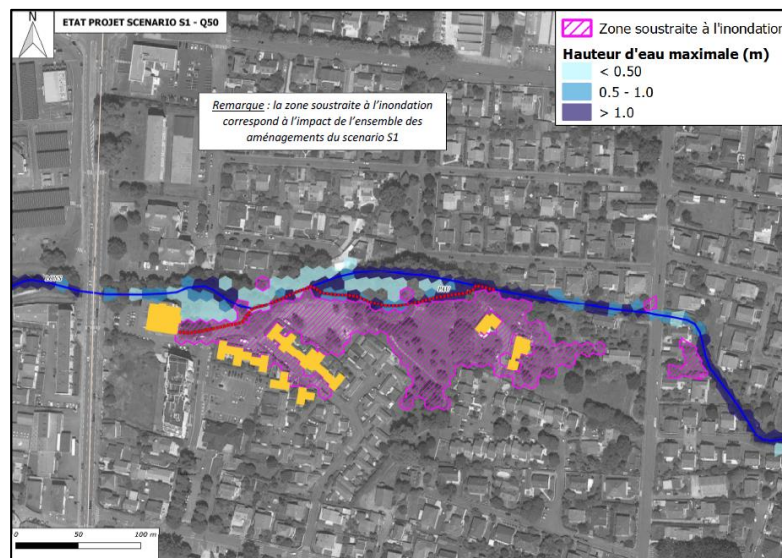 N
ETAT PROJET SCENARIO S1 - Q50
Zone soustraite à l'inondation
Hauteur d'eau maximale (m)
< 0.50
0.5 - 1.0
> 1.0
Remarque : la zone soustraite à l'inondation
correspond à l'impact de l'ensemble des
aménagements du scenario S1
0 50 100 m